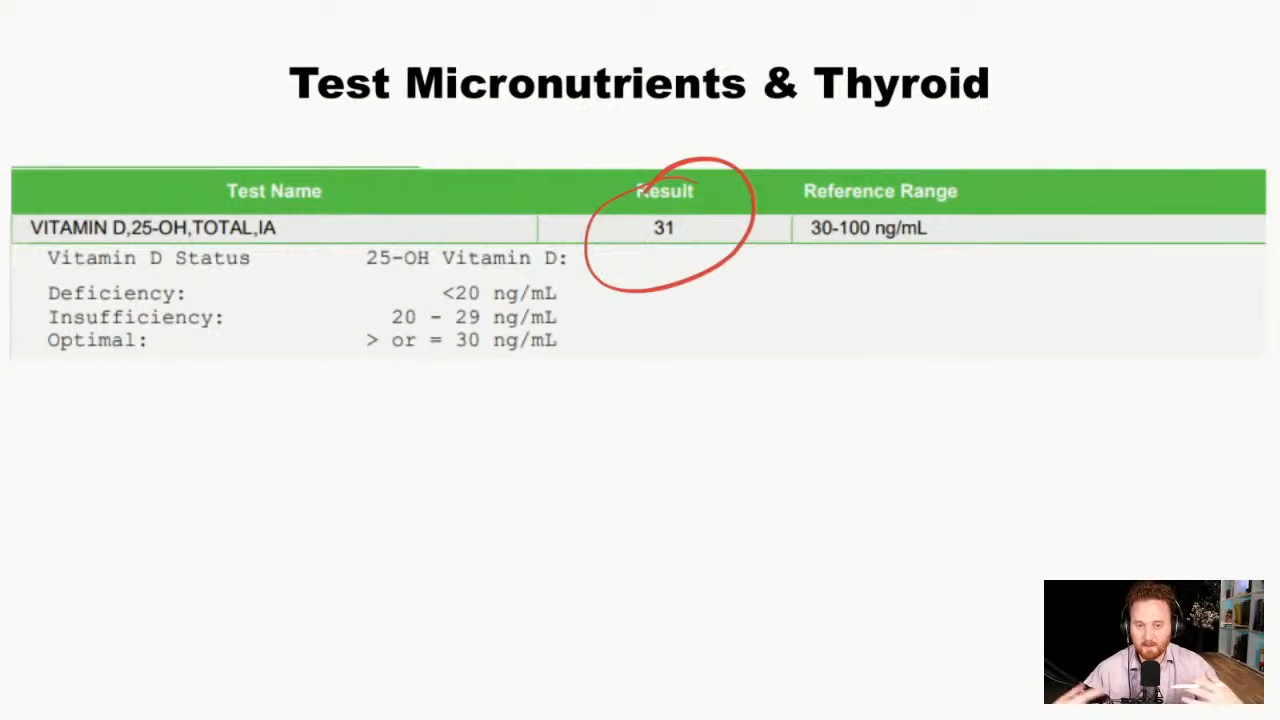 Test Micronutrients & Thyroid
Test Name Result Reference Range
VITAMIN D,25-OH,TOTAL,IA 31 30-100 ng/mL
Vitamin D Status 25-OH Vitamin D:
Deficiency: <20 ng/mL
Insufficiency: 20 - 29 ng/mL
Optimal: > or = 30 ng/mL